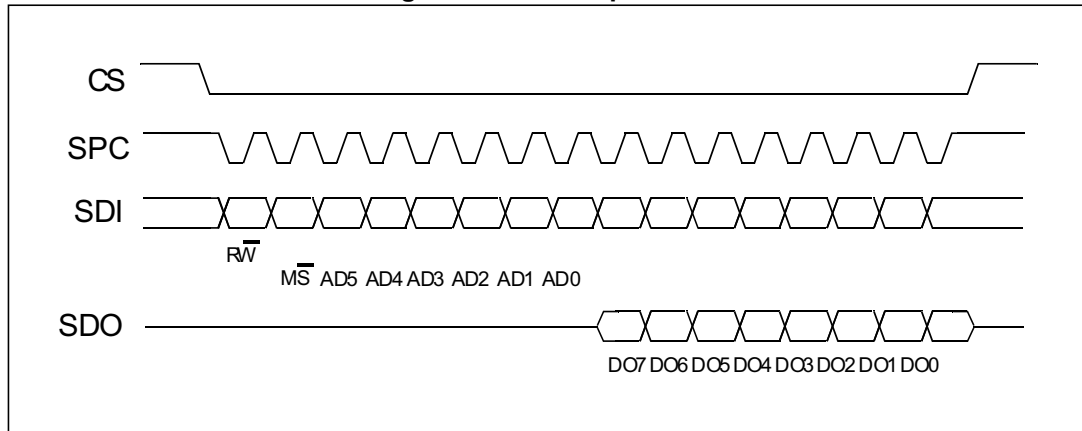 CS
SPC
SDI
RW̅
MS̅ AD5 AD4 AD3 AD2 AD1 AD0
SDO
DO7 DO6 DO5 DO4 DO3 DO2 DO1 DO0